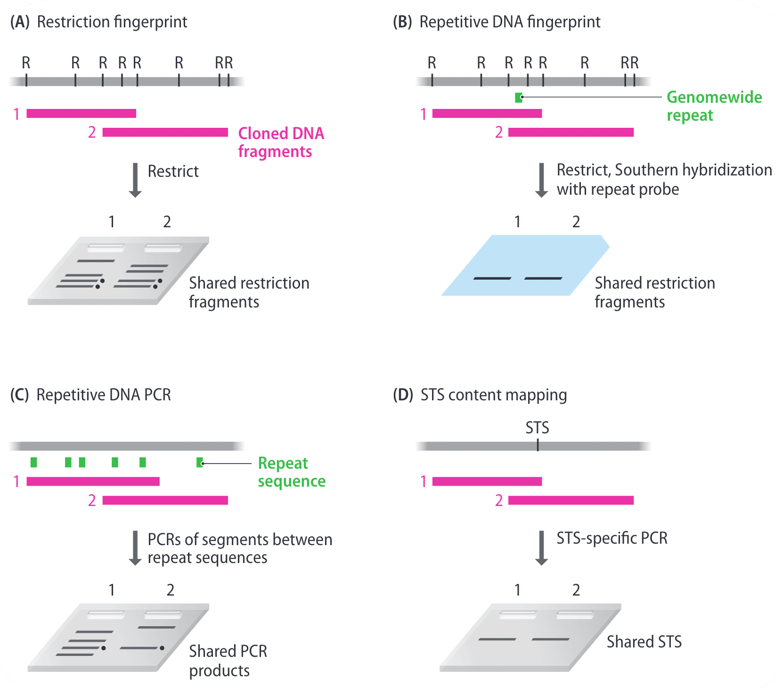 (A) Restriction fingerprint
R R R R R R R R
1
2
Cloned DNA
fragments
Restrict
1 2
Shared restriction
fragments
(B) Repetitive DNA fingerprint
R R R R R R R R
Genomewide
repeat
1
2
Restrict, Southern hybridization
with repeat probe
1 2
Shared restriction
fragments
(C) Repetitive DNA PCR
Repeat
sequence
1
2
PCRs of segments between
repeat sequences
1 2
Shared PCR
products
(D) STS content mapping
STS
1
2
STS-specific PCR
1 2
Shared STS